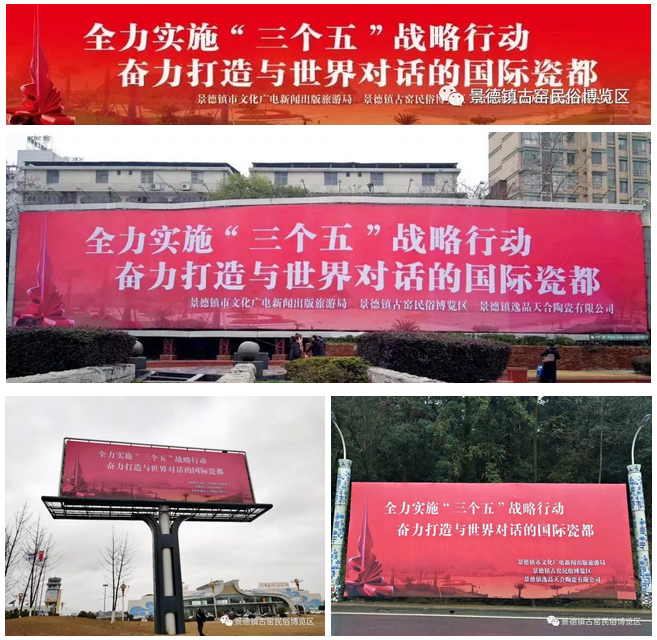 全力实施“三个五”战略行动
奋力打造与世界对话的国际瓷都
景德镇市文化广电新闻出版旅游局 景德镇古窑民俗
景德镇古窑民俗博览区
全力实施“三个五”战略行动
奋力打造与世界对话的国际瓷都
景德镇市文化广电新闻出版旅游局 景德镇古窑民俗博览区 景德镇逸品天合陶瓷有限公司
全力实施“三个五”战略行动
奋力打造与世界对话的国际瓷都
景德镇古窑民俗博览区
全力实施“三个五”战略行动
奋力打造与世界对话的国际瓷都
景德镇市文化广电新闻出版旅游局
景德镇古窑民俗博览区
景德镇逸品天合陶瓷有限公司
景德镇古窑民俗博览区